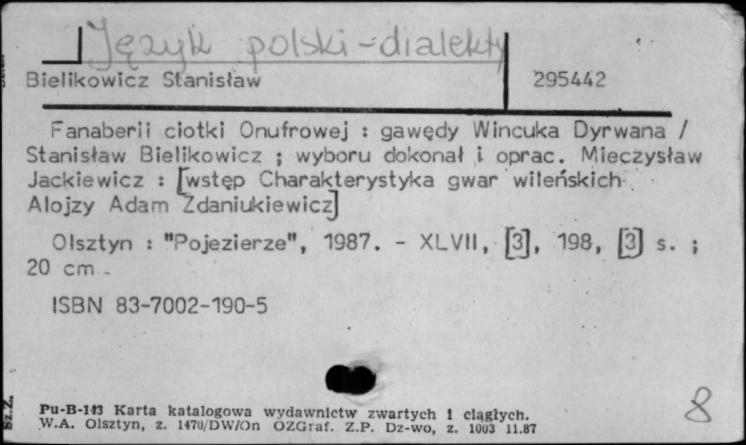 Język polski - dialekty
Bielikowicz Stanisław 295442
Fanaberii ciotki Onufrowej : gawędy Wincuka Dyrwana /
Stanisław Bielikowicz ; wyboru dokonał i oprac. Mieczysław
Jackiewicz : [wstęp Charakterystyka gwar wileńskich
Alojzy Adam Zdaniukiewicz]
Olsztyn : "Pojezierze", 1987. - XLVII, [3], 198, [3] s. ;
20 cm.
ISBN 83-7002-190-5
8
Pu-B-113 Karta katalogowa wydawnictw zwartych i ciągłych.
W.A. Olsztyn, z. 1470/DW/On OZGraf. Z.P. Dz-wo, z. 1003 11.87
Sz.Z.